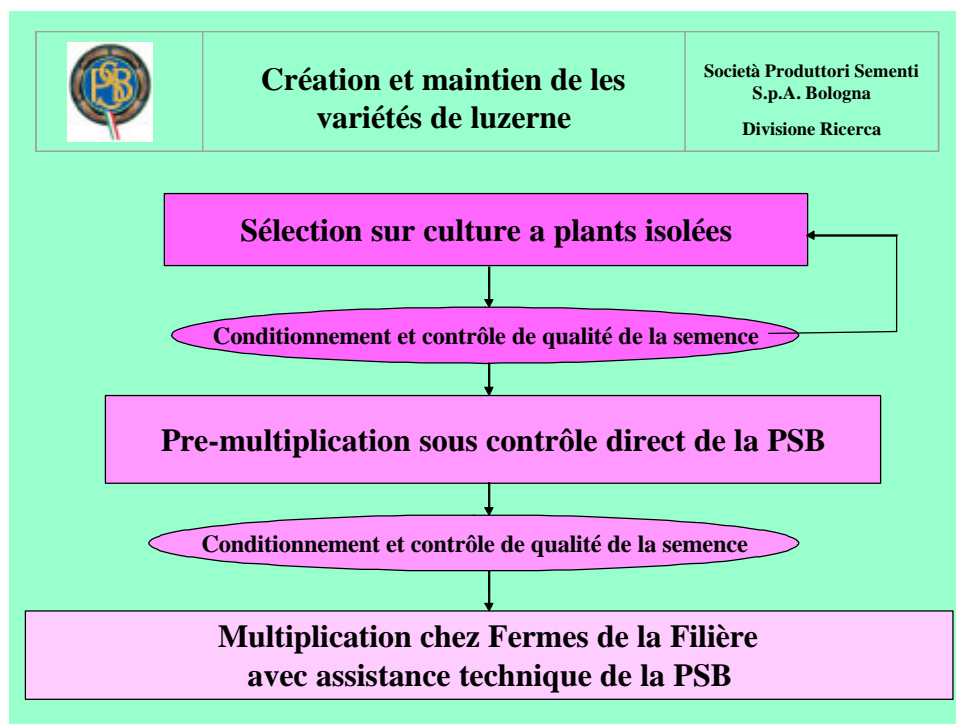 PSB
Création et maintien de les
variétés de luzerne
Società Produttori Sementi
S.p.A. Bologna
Divisione Ricerca
Sélection sur culture a plants isolées
Conditionnement et contrôle de qualité de la semence
Pre-multiplication sous contrôle direct de la PSB
Conditionnement et contrôle de qualité de la semence
Multiplication chez Fermes de la Filière
avec assistance technique de la PSB